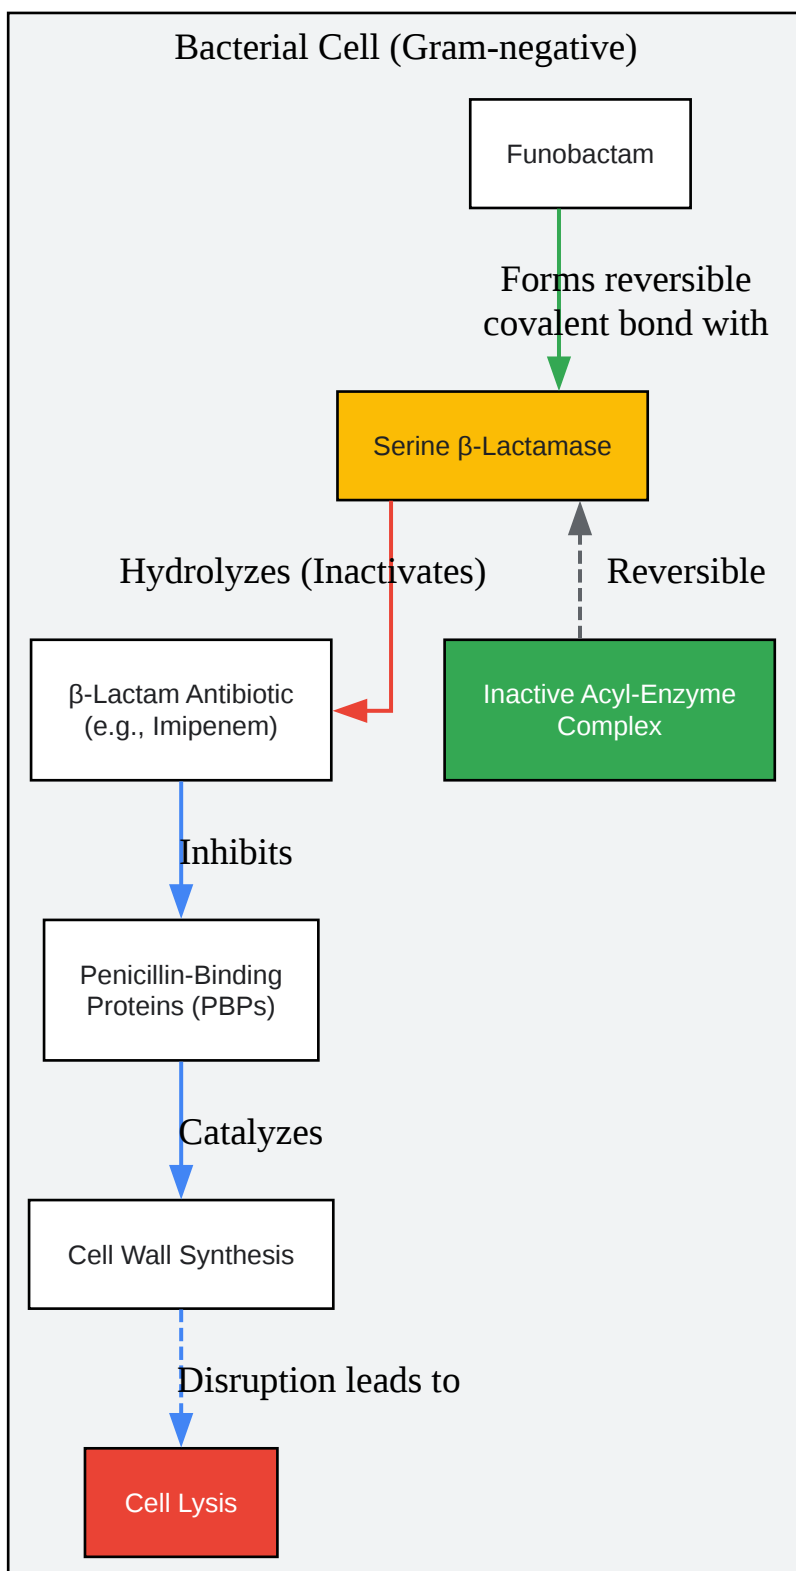 Bacterial Cell (Gram-negative)
Funobactam
Forms reversible
covalent bond with
Serine β-Lactamase
Hydrolyzes (Inactivates)
Reversible
β-Lactam Antibiotic
(e.g., Imipenem)
Inactive Acyl-Enzyme
Complex
Inhibits
Penicillin-Binding
Proteins (PBPs)
Catalyzes
Cell Wall Synthesis
Disruption leads to
Cell Lysis